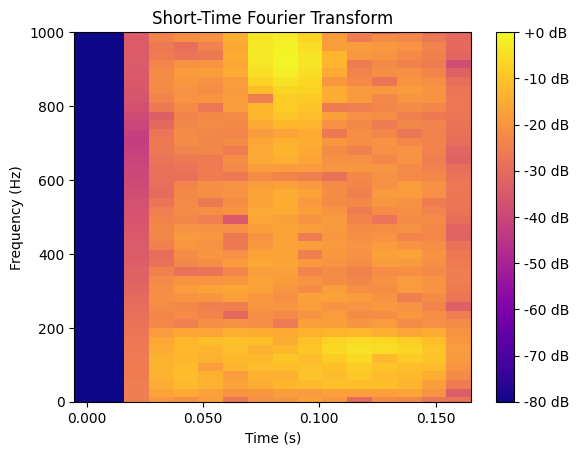 Short-Time Fourier Transform
1000
800
600
400
200
0
Frequency (Hz)
0.000
0.050
0.100
0.150
Time (s)
+0 dB
-10 dB
-20 dB
-30 dB
-40 dB
-50 dB
-60 dB
-70 dB
-80 dB